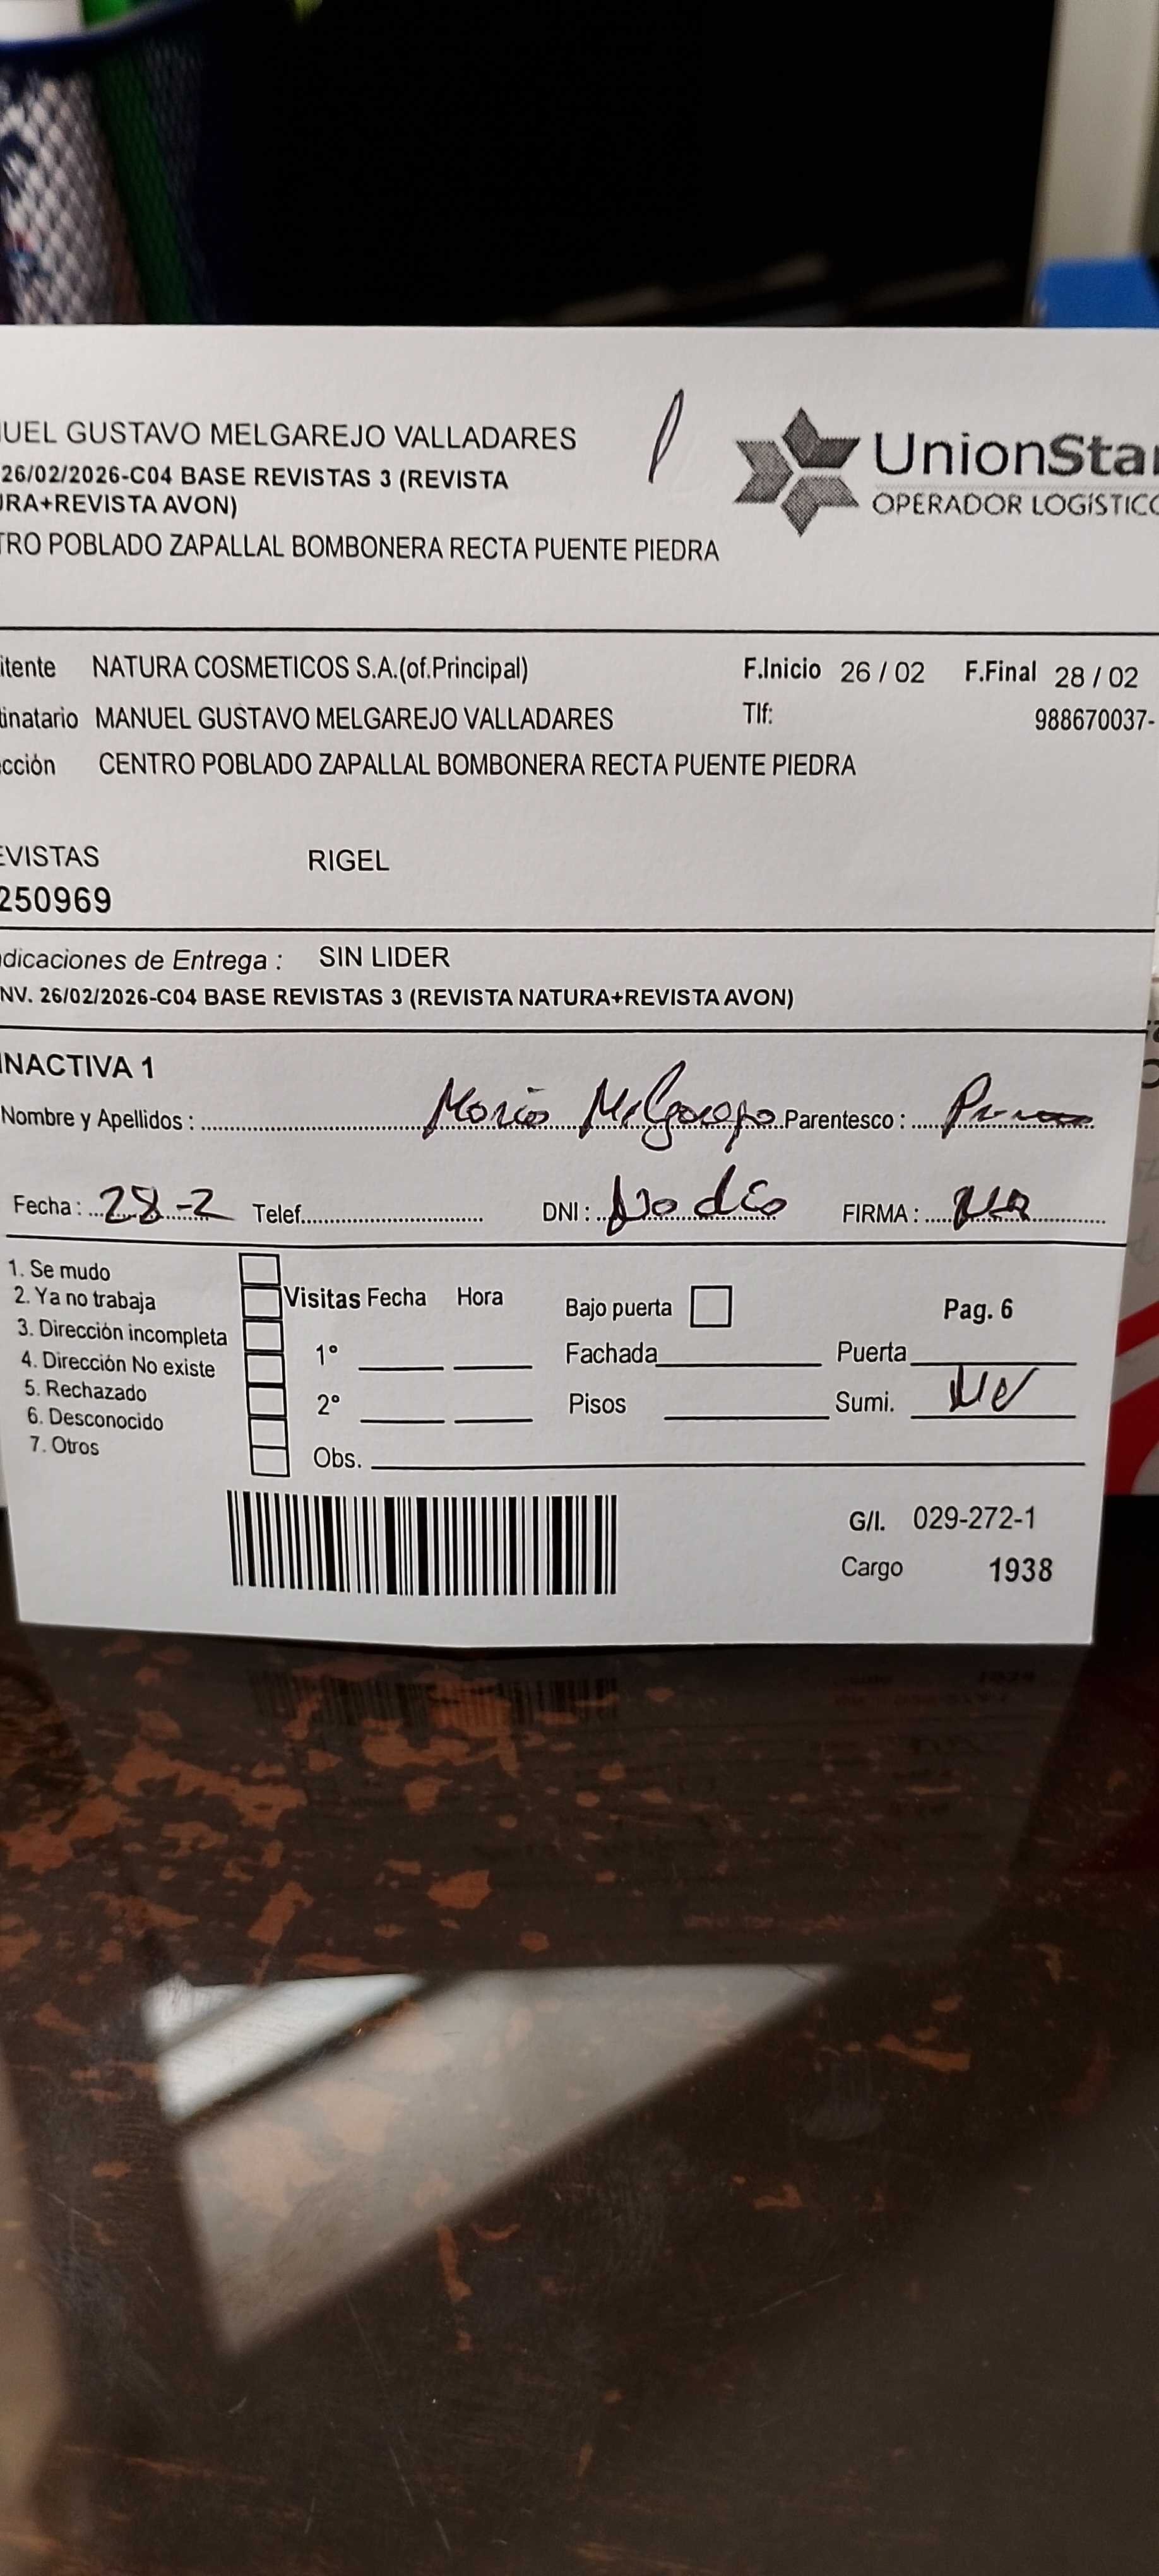 UEL GUSTAVO MELGAREJO VALLADARES
26/02/2026-C04 BASE REVISTAS 3 (REVISTA
URA+REVISTA AVON)
TRO POBLADO ZAPALLAL BOMBONERA RECTA PUENTE PIEDRA
UnionStar
OPERADOR LOGÍSTICO
itente NATURA COSMETICOS S.A.(of.Principal) F.Inicio 26 / 02 F.Final 28 / 02
tinatario MANUEL GUSTAVO MELGAREJO VALLADARES Tlf: 988670037-
cción CENTRO POBLADO ZAPALLAL BOMBONERA RECTA PUENTE PIEDRA
EVISTAS RIGEL
250969
dicaciones de Entrega : SIN LIDER
NV. 26/02/2026-C04 BASE REVISTAS 3 (REVISTA NATURA+REVISTA AVON)
INACTIVA 1
Nombre y Apellidos : Parentesco :
Fecha : 28-2 Telef. DNI : No dio FIRMA :
1. Se mudo
2. Ya no trabaja
3. Dirección incompleta
4. Dirección No existe
5. Rechazado
6. Desconocido
7. Otros
Visitas Fecha Hora Bajo puerta Pag. 6
1° Fachada Puerta
2° Pisos Sumi.
Obs.
G/I. 029-272-1
Cargo 1938